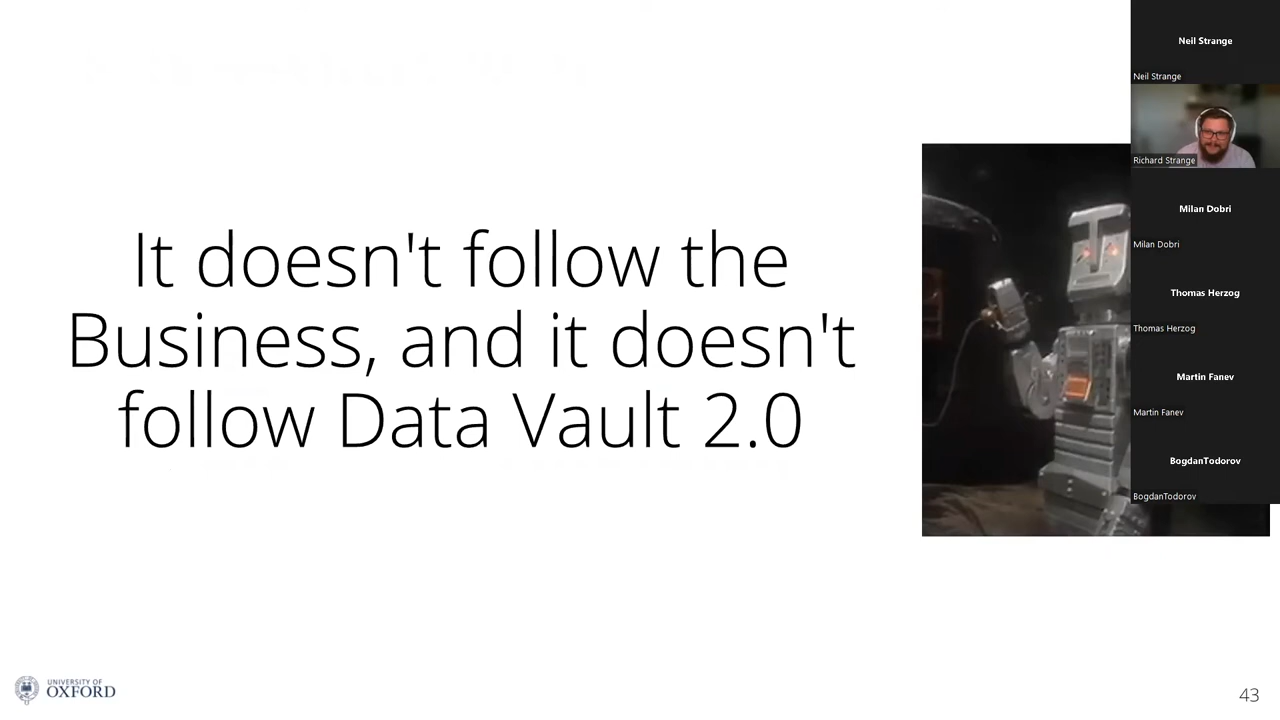 It doesn't follow the
Business, and it doesn't
follow Data Vault 2.0
Neil Strange
Neil Strange
Richard Strange
Milan Dobri
Milan Dobri
Thomas Herzog
Thomas Herzog
Martin Fanev
Martin Fanev
BogdanTodorov
BogdanTodorov
UNIVERSITY OF
OXFORD
43